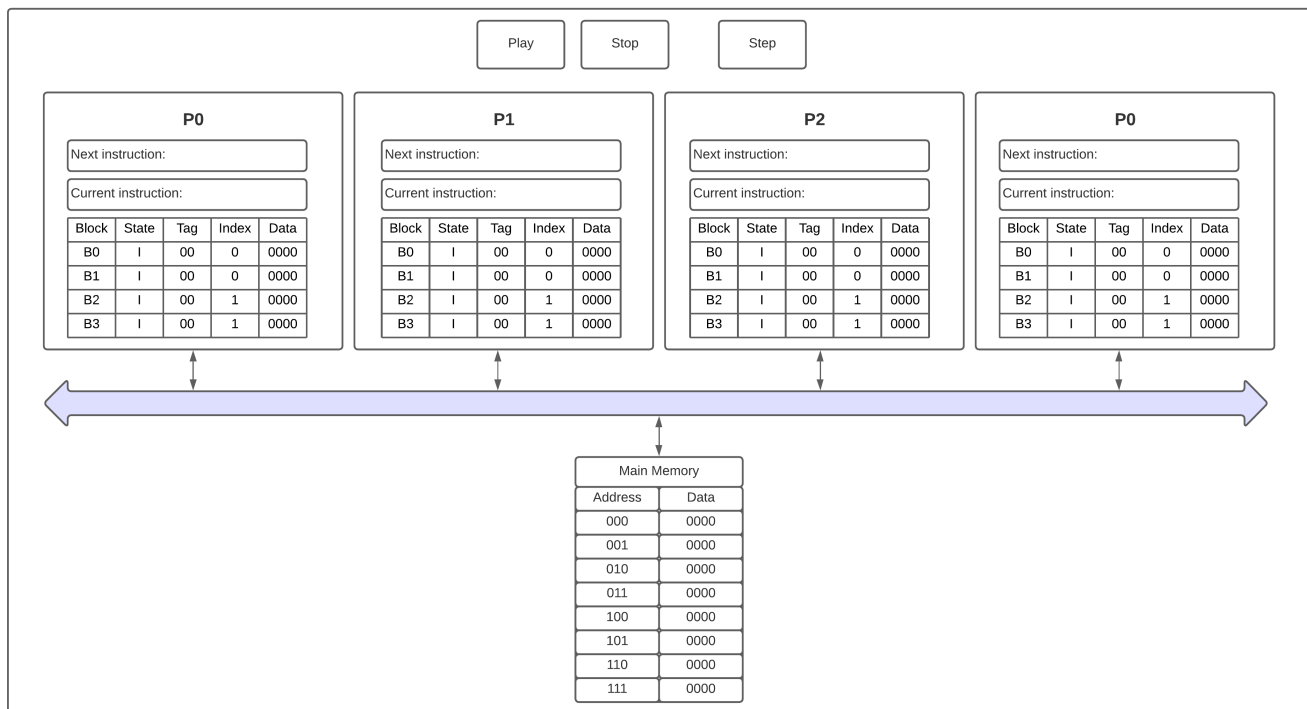 Play Stop Step
P0 P1 P2 P0
Next instruction: Next instruction: Next instruction: Next instruction:
Current instruction: Current instruction: Current instruction: Current instruction:
Block State Tag Index Data Block State Tag Index Data Block State Tag Index Data Block State Tag Index Data
B0 I 00 0 0000 B0 I 00 0 0000 B0 I 00 0 0000 B0 I 00 0 0000
B1 I 00 0 0000 B1 I 00 0 0000 B1 I 00 0 0000 B1 I 00 0 0000
B2 I 00 1 0000 B2 I 00 1 0000 B2 I 00 1 0000 B2 I 00 1 0000
B3 I 00 1 0000 B3 I 00 1 0000 B3 I 00 1 0000 B3 I 00 1 0000
Main Memory
Address Data
000 0000
001 0000
010 0000
011 0000
100 0000
101 0000
110 0000
111 0000